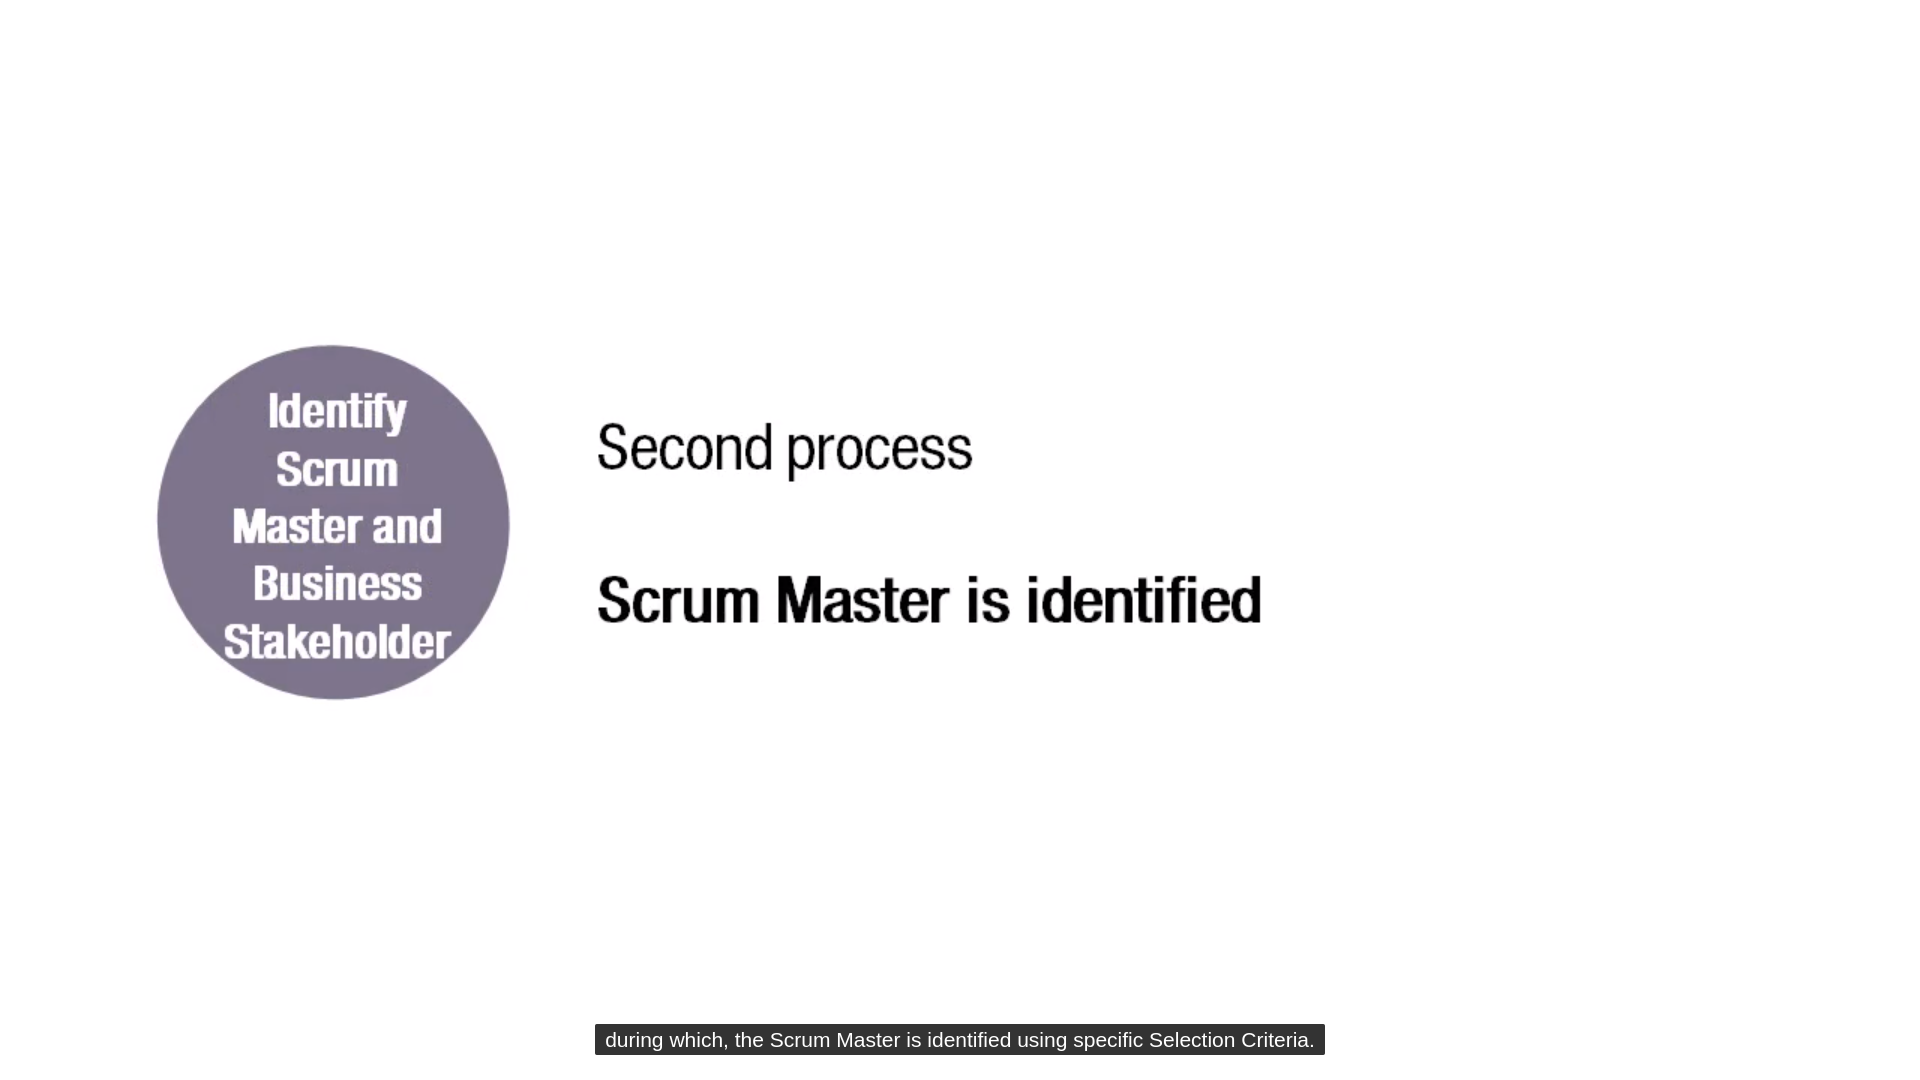 Identify
Scrum
Master and
Business
Stakeholder
Second process
Scrum Master is identified
during which, the Scrum Master is identified using specific Selection Criteria.